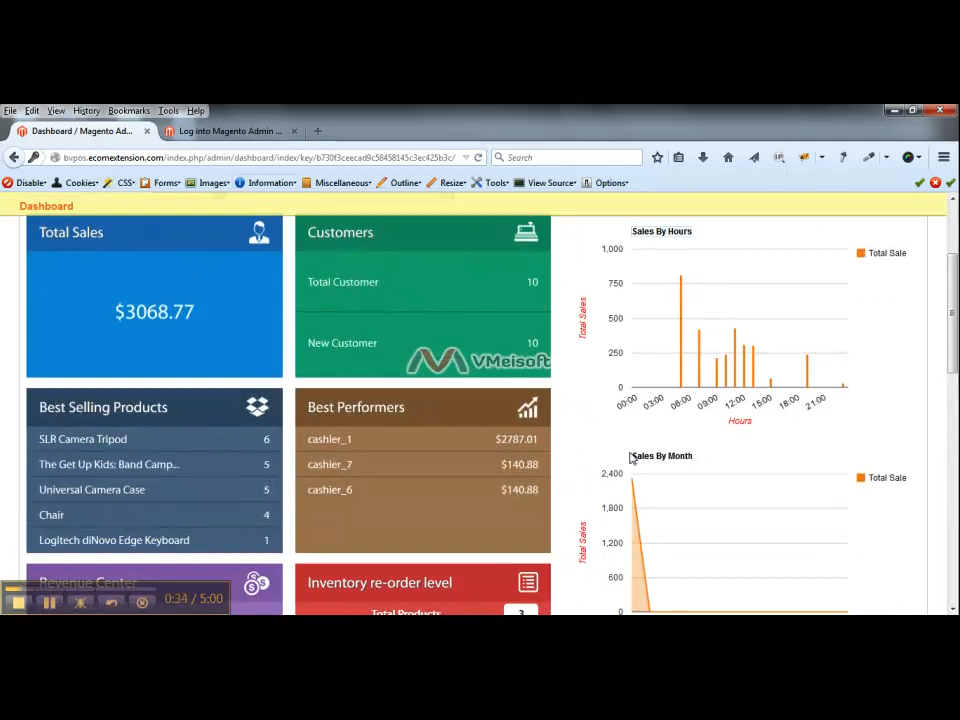 File Edit View History Bookmarks Tools Help
Dashboard / Magento Ad... × Log into Magento Admin ... × +
bvpos.ecomextension.com/index.php/admin/dashboard/index/key/b730f3ceecad9c58458145c3ec425b3c/ Search
Disable▾ Cookies▾ CSS▾ Forms▾ Images▾ Information▾ Miscellaneous▾ Outline▾ Resize▾ Tools▾ View Source▾ Options▾
Dashboard
Total Sales
$3068.77
Customers
Total Customer 10
New Customer 10
VMeisoft
Best Selling Products
SLR Camera Tripod 6
The Get Up Kids: Band Camp... 5
Universal Camera Case 5
Chair 4
Logitech diNovo Edge Keyboard 1
Best Performers
cashier_1 $2787.01
cashier_7 $140.88
cashier_6 $140.88
Revenue Center
Inventory re-order level
Total Products 3
Sales By Hours
Total Sale
1,000
750
500
250
0
Total Sales
00:00 03:00 06:00 09:00 12:00 15:00 18:00 21:00
Hours
Sales By Month
Total Sale
2,400
1,800
1,200
600
0
Total Sales
0:34 / 5:00